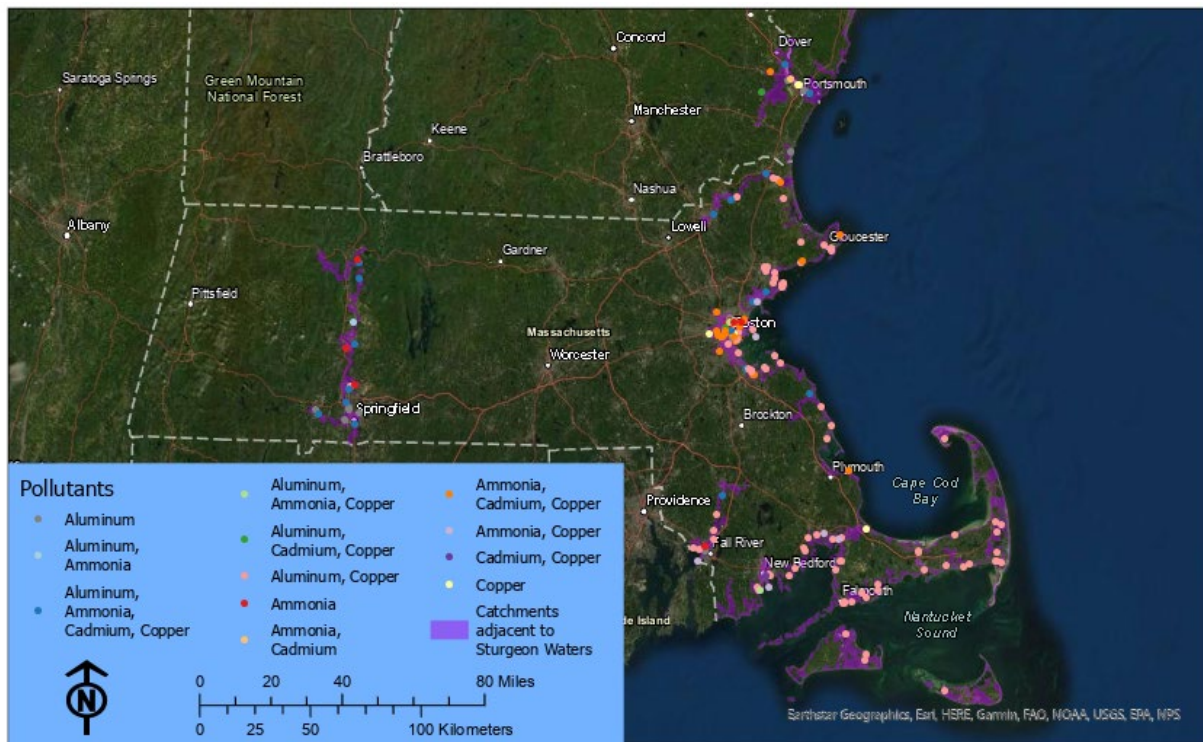 Concord
Dover
Saratoga Springs
Green Mountain
National Forest
Portsmouth
Manchester
Keene
Brattleboro
Nashua
Albany
Lowell
Gloucester
Gardner
Pittsfield
Massachusetts
Boston
Worcester
Springfield
Brockton
Plymouth
Cape Cod
Bay
Providence
Fall River
New Bedford
Falmouth
de Island
Nantucket
Sound
Pollutants
Aluminum
Aluminum,
Ammonia
Aluminum,
Ammonia,
Cadmium, Copper
Aluminum,
Ammonia, Copper
Aluminum,
Cadmium, Copper
Aluminum, Copper
Ammonia
Ammonia,
Cadmium
Ammonia,
Cadmium, Copper
Ammonia, Copper
Cadmium, Copper
Copper
Catchments
adjacent to
Sturgeon Waters
N
0 20 40 80 Miles
0 25 50 100 Kilometers
Earthstar Geographics, Esri, HERE, Garmin, FAO, NOAA, USGS, EPA, NPS